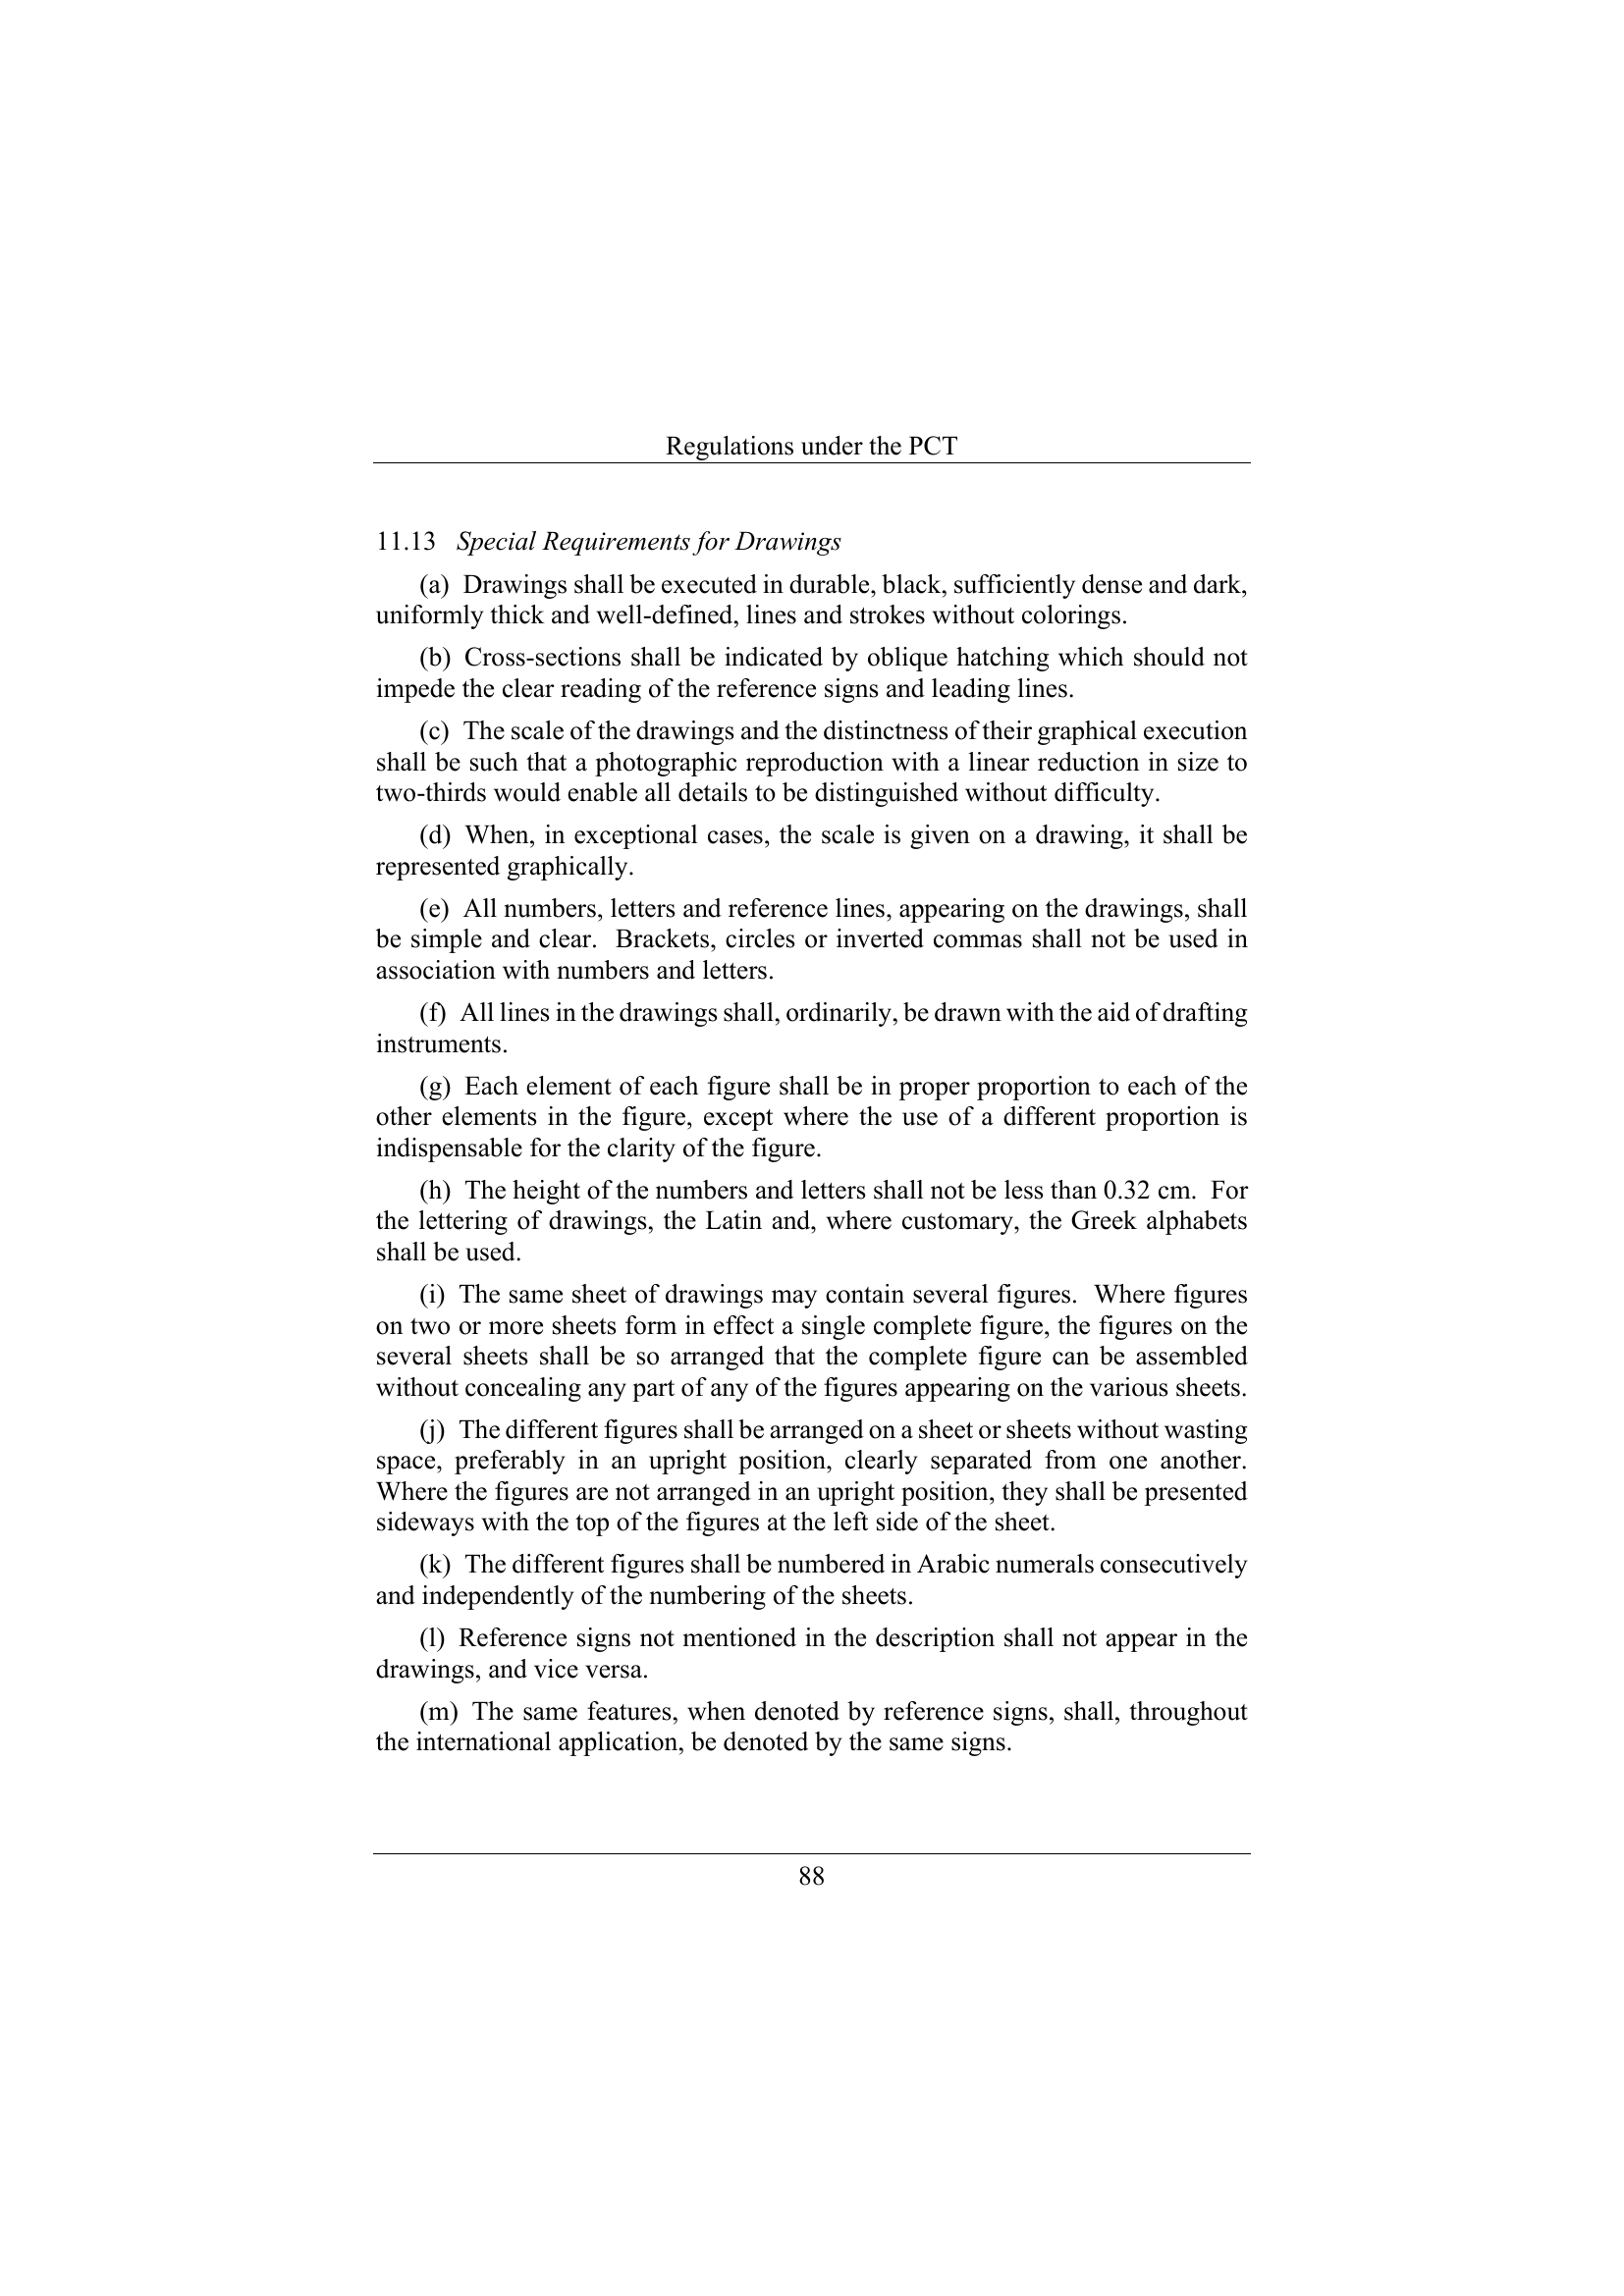 Regulations under the PCT
11.13 Special Requirements for Drawings
(a) Drawings shall be executed in durable, black, sufficiently dense and dark,
uniformly thick and well-defined, lines and strokes without colorings.
(b) Cross-sections shall be indicated by oblique hatching which should not
impede the clear reading of the reference signs and leading lines.
(c) The scale of the drawings and the distinctness of their graphical execution
shall be such that a photographic reproduction with a linear reduction in size to
two-thirds would enable all details to be distinguished without difficulty.
(d) When, in exceptional cases, the scale is given on a drawing, it shall be
represented graphically.
(e) All numbers, letters and reference lines, appearing on the drawings, shall
be simple and clear. Brackets, circles or inverted commas shall not be used in
association with numbers and letters.
(f) All lines in the drawings shall, ordinarily, be drawn with the aid of drafting
instruments.
(g) Each element of each figure shall be in proper proportion to each of the
other elements in the figure, except where the use of a different proportion is
indispensable for the clarity of the figure.
(h) The height of the numbers and letters shall not be less than 0.32 cm. For
the lettering of drawings, the Latin and, where customary, the Greek alphabets
shall be used.
(i) The same sheet of drawings may contain several figures. Where figures
on two or more sheets form in effect a single complete figure, the figures on the
several sheets shall be so arranged that the complete figure can be assembled
without concealing any part of any of the figures appearing on the various sheets.
(j) The different figures shall be arranged on a sheet or sheets without wasting
space, preferably in an upright position, clearly separated from one another.
Where the figures are not arranged in an upright position, they shall be presented
sideways with the top of the figures at the left side of the sheet.
(k) The different figures shall be numbered in Arabic numerals consecutively
and independently of the numbering of the sheets.
(l) Reference signs not mentioned in the description shall not appear in the
drawings, and vice versa.
(m) The same features, when denoted by reference signs, shall, throughout
the international application, be denoted by the same signs.
88